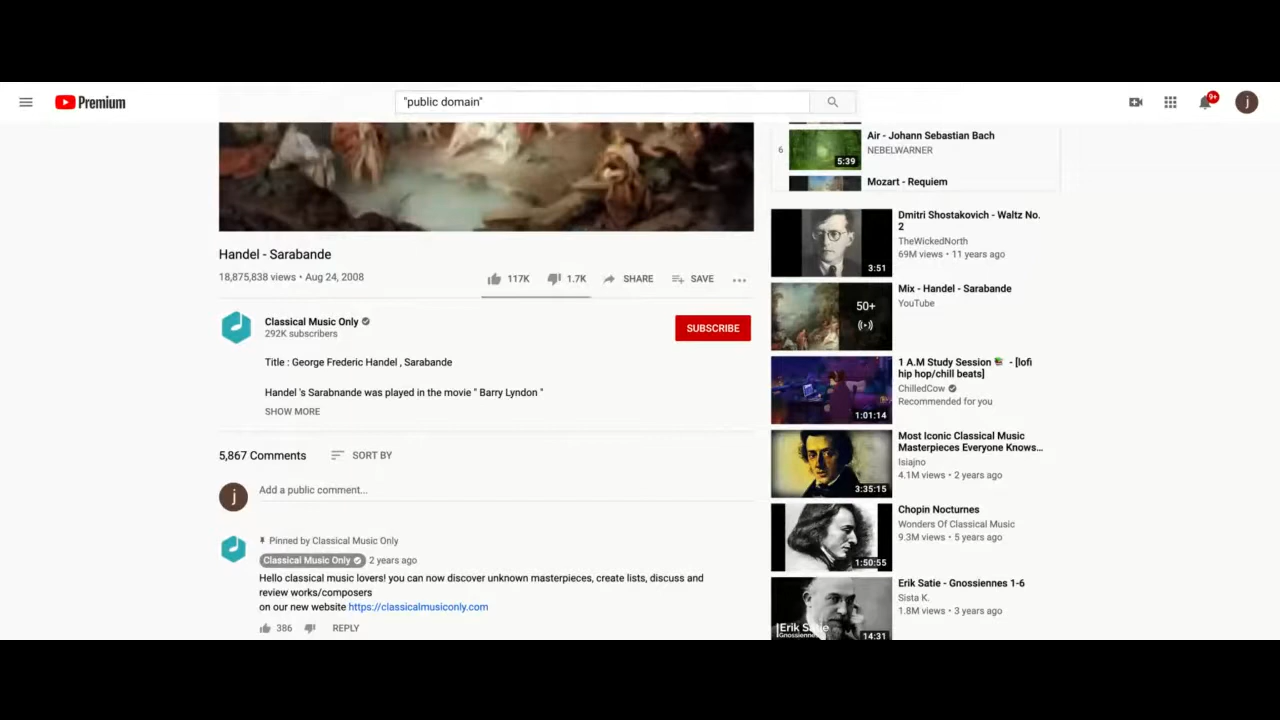 Premium
"public domain"
9+
j
6
5:39
Air - Johann Sebastian Bach
NEBELWARNER
Mozart - Requiem
Handel - Sarabande
18,875,838 views • Aug 24, 2008
117K
1.7K
SHARE
SAVE
Classical Music Only
292K subscribers
SUBSCRIBE
Title : George Frederic Handel , Sarabande
Handel 's Sarabnande was played in the movie " Barry Lyndon "
SHOW MORE
5,867 Comments
SORT BY
j
Add a public comment...
Pinned by Classical Music Only
Classical Music Only 2 years ago
Hello classical music lovers! you can now discover unknown masterpieces, create lists, discuss and
review works/composers
on our new website https://classicalmusiconly.com
386
REPLY
3:51
Dmitri Shostakovich - Waltz No.
2
TheWickedNorth
69M views • 11 years ago
50+
Mix - Handel - Sarabande
YouTube
1:01:14
1 A.M Study Session 📚 - [lofi
hip hop/chill beats]
ChilledCow
Recommended for you
3:35:15
Most Iconic Classical Music
Masterpieces Everyone Knows...
Isiajno
4.1M views • 2 years ago
1:50:55
Chopin Nocturnes
Wonders Of Classical Music
9.3M views • 5 years ago
Erik Satie
Gnossiennes
14:31
Erik Satie - Gnossiennes 1-6
Sista K.
1.8M views • 3 years ago